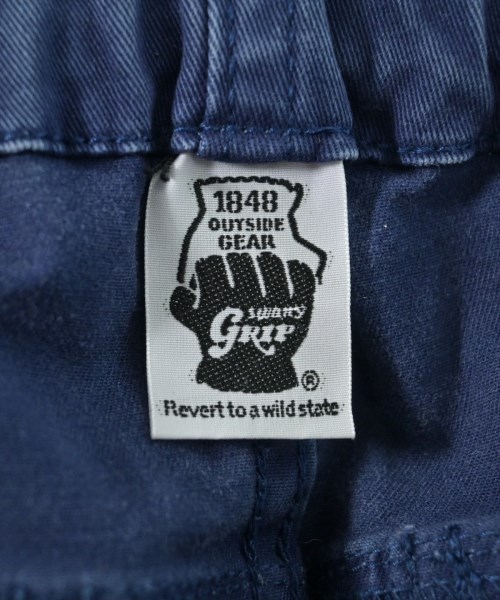 1848
OUTSIDE
GEAR
swany
GRIP
®
Revert to a wild state